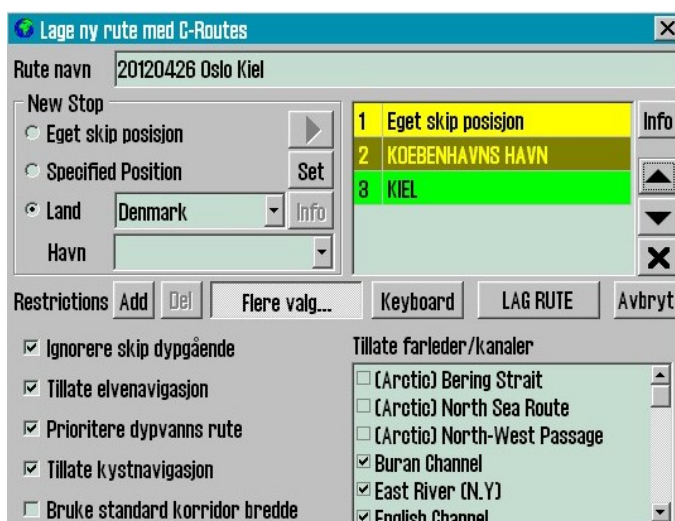 Lage ny rute med C-Routes
Rute navn 20120426 Oslo Kiel
New Stop
Eget skip posisjon
Specified Position Set
Land Denmark Info
Havn
1 Eget skip posisjon Info
2 KOEBENHAVNS HAVN
3 KIEL
Restrictions Add Del Flere valg... Keyboard LAG RUTE Avbryt
Ignorere skip dypgående
Tillate elvenavigasjon
Prioritere dypvanns rute
Tillate kystnavigasjon
Bruke standard korridor bredde
Tillate farleder/kanaler
(Arctic) Bering Strait
(Arctic) North Sea Route
(Arctic) North-West Passage
Buran Channel
East River (N.Y)
English Channel